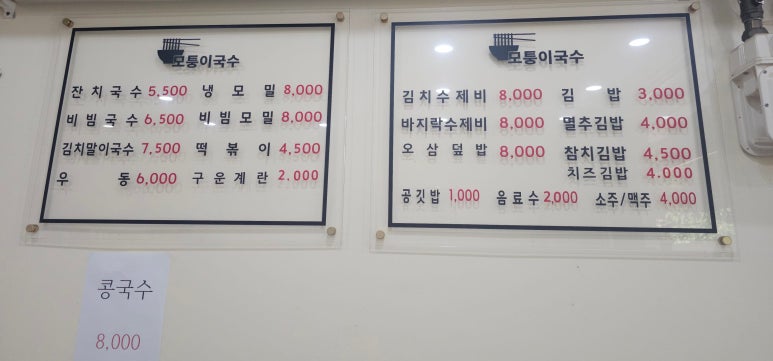 모퉁이국수
잔치국수 5,500 냉모밀 8,000
비빔국수 6,500 비빔모밀 8,000
김치말이국수 7,500 떡볶이 4,500
우동 6,000 구운계란 2.000
모퉁이국수
김치수제비 8,000 김밥 3,000
바지락수제비 8,000 멸추김밥 4,000
오삼덮밥 8,000 참치김밥 4,500
치즈김밥 4.000
공깃밥 1,000 음료수 2,000 소주/맥주 4,000
콩국수
8,000